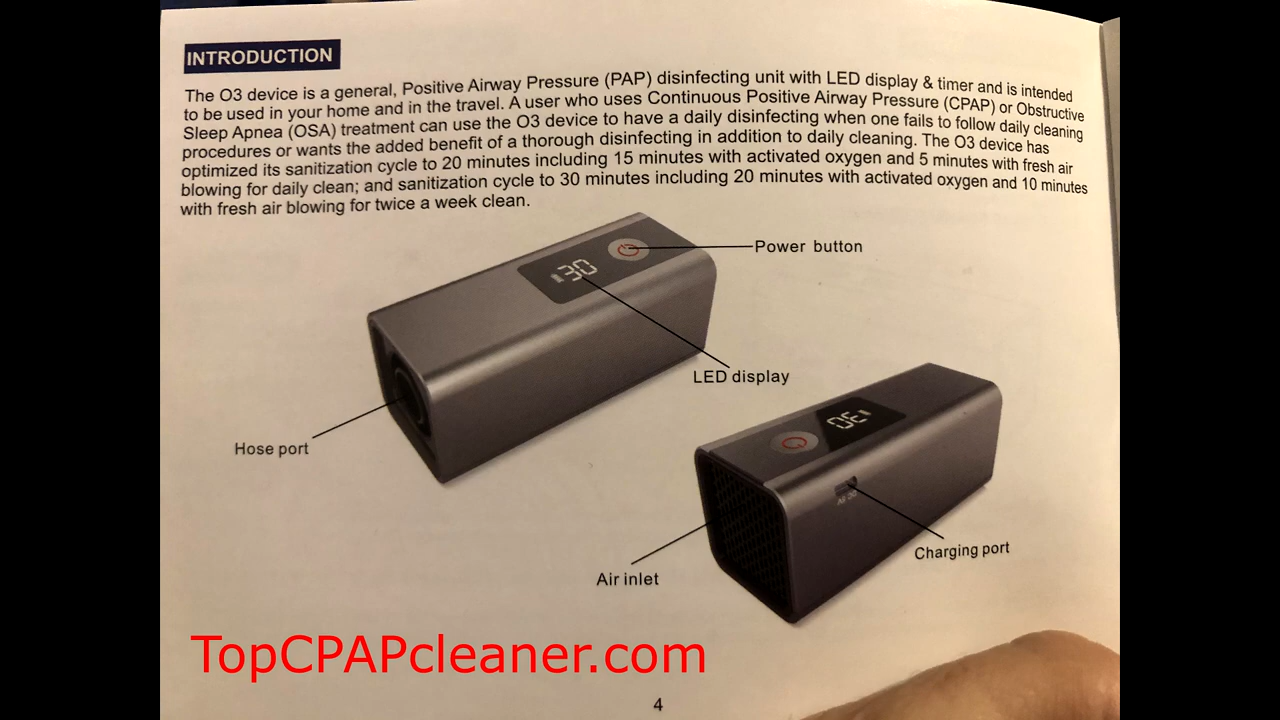 INTRODUCTION
The O3 device is a general, Positive Airway Pressure (PAP) disinfecting unit with LED display & timer and is intended
to be used in your home and in the travel. A user who uses Continuous Positive Airway Pressure (CPAP) or Obstructive
Sleep Apnea (OSA) treatment can use the O3 device to have a daily disinfecting when one fails to follow daily cleaning
procedures or wants the added benefit of a thorough disinfecting in addition to daily cleaning. The O3 device has
optimized its sanitization cycle to 20 minutes including 15 minutes with activated oxygen and 5 minutes with fresh air
blowing for daily clean; and sanitization cycle to 30 minutes including 20 minutes with activated oxygen and 10 minutes
with fresh air blowing for twice a week clean.
Power button
30
LED display
Hose port
30
Charging port
Air inlet
TopCPAPcleaner.com
4